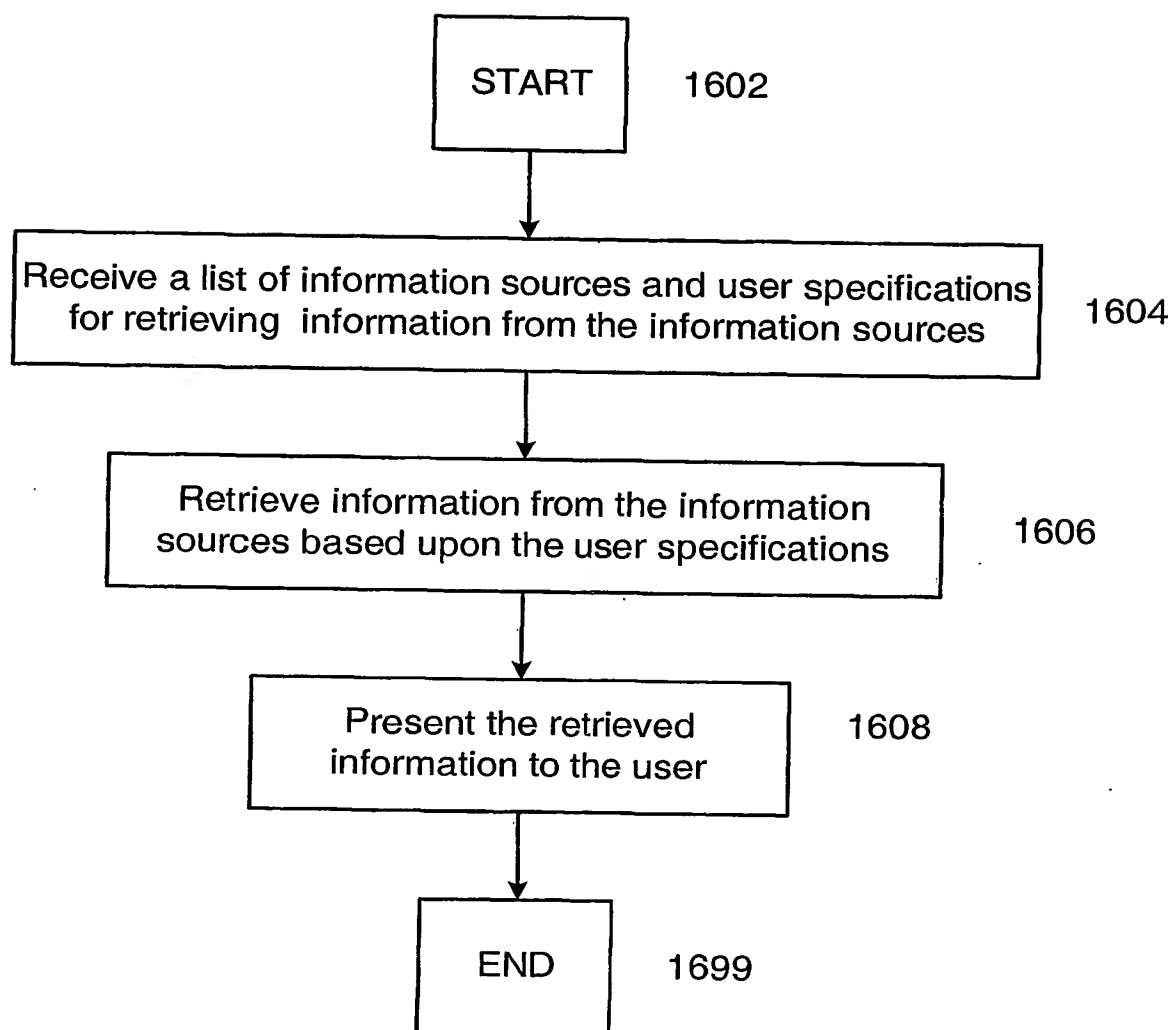 START
1602
Receive a list of information sources and user specifications
for retrieving information from the information sources
1604
Retrieve information from the information
sources based upon the user specifications
1606
Present the retrieved
information to the user
1608
END
1699